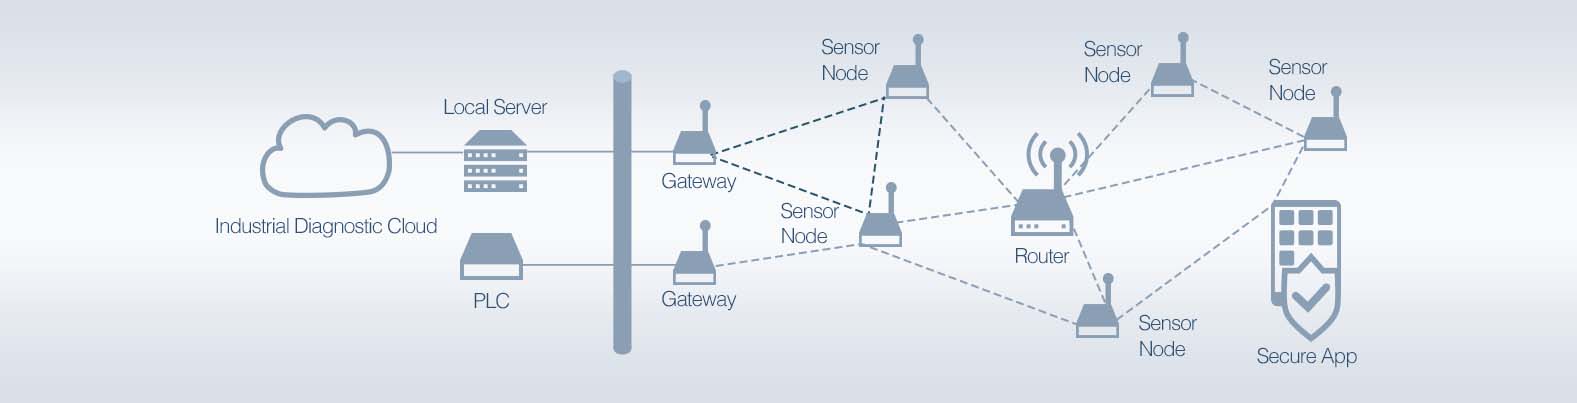 Sensor
Node
Sensor
Node
Sensor
Node
Local Server
Gateway
Industrial Diagnostic Cloud
Sensor
Node
Router
PLC
Gateway
Sensor
Node
Secure App